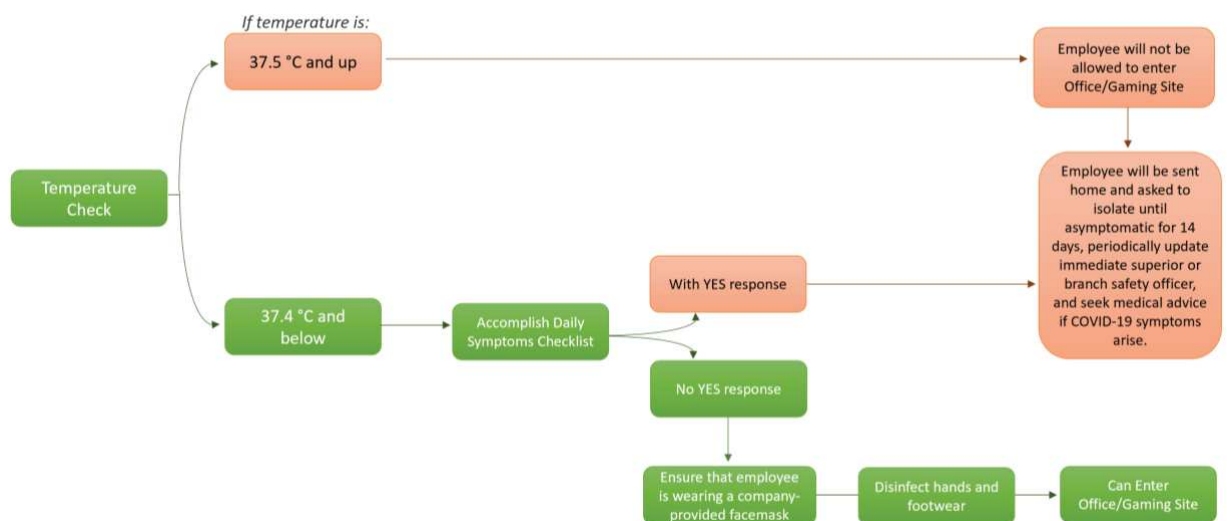 If temperature is:
37.5 °C and up
Employee will not be
allowed to enter
Office/Gaming Site
Temperature
Check
Employee will be sent
home and asked to
isolate until
asymptomatic for 14
days, periodically update
immediate superior or
branch safety officer,
and seek medical advice
if COVID-19 symptoms
arise.
With YES response
37.4 °C and
below
Accomplish Daily
Symptoms Checklist
No YES response
Ensure that employee
is wearing a company-
provided facemask
Disinfect hands and
footwear
Can Enter
Office/Gaming Site